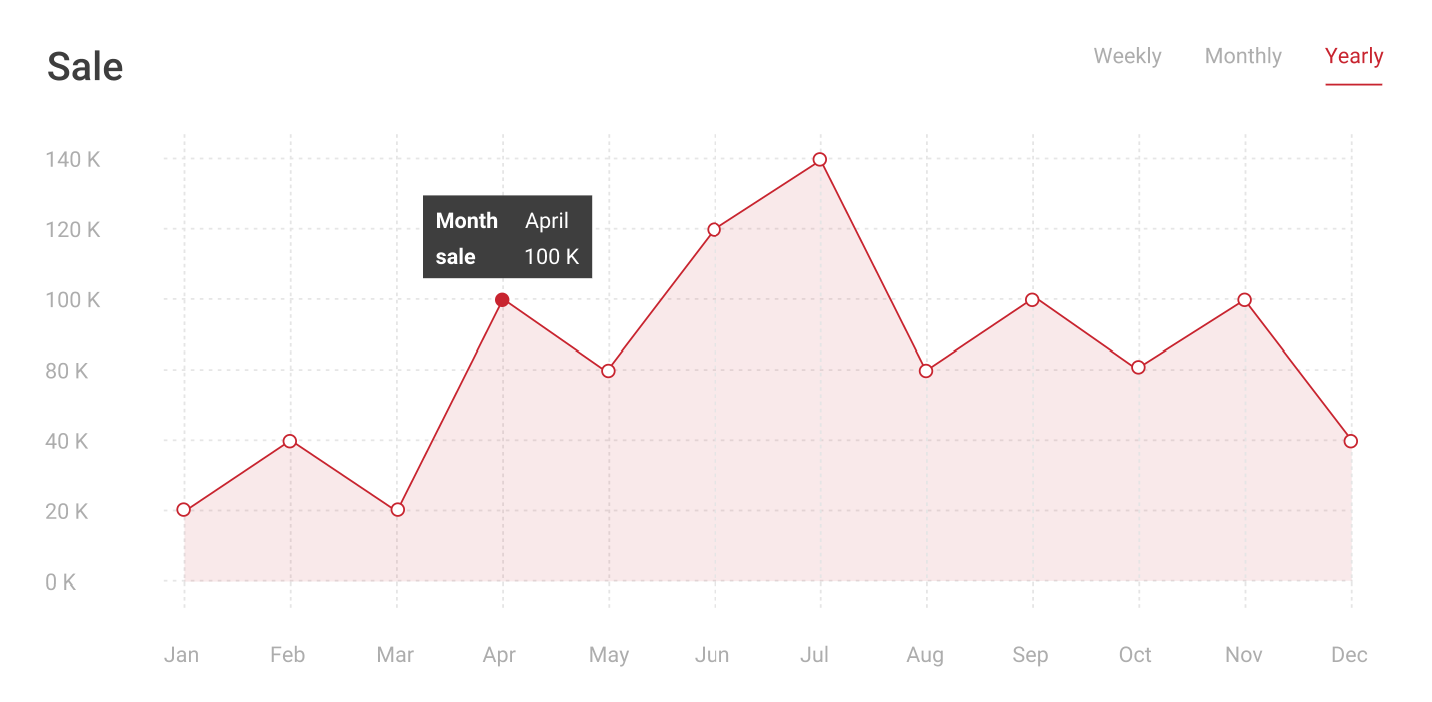 Sale
Weekly Monthly Yearly
140 K
120 K
100 K
80 K
40 K
20 K
0 K
Month April
sale 100 K
Jan Feb Mar Apr May Jun Jul Aug Sep Oct Nov Dec